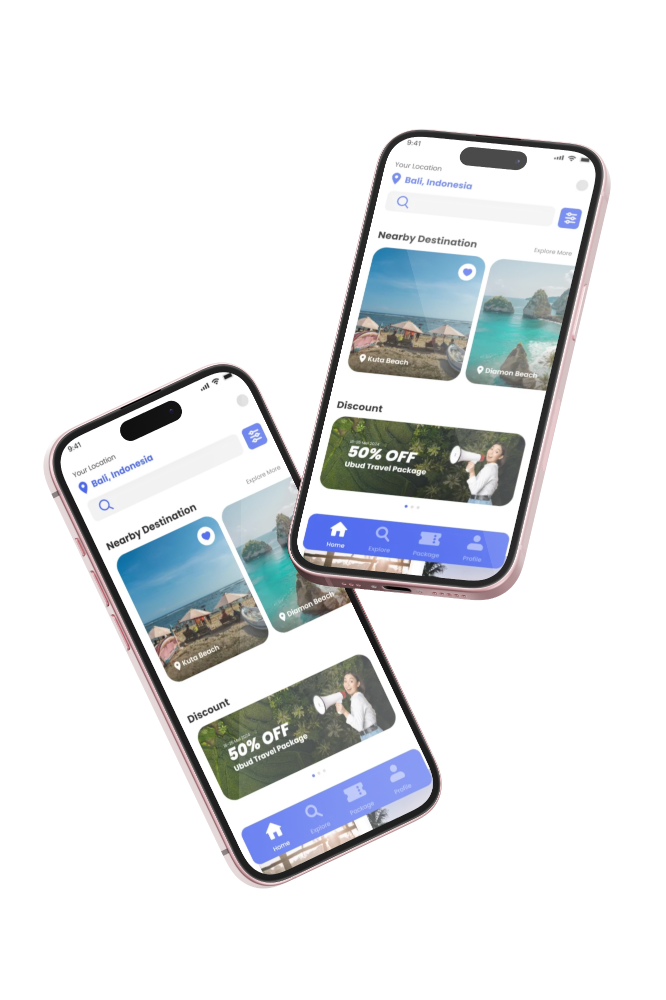 9:41
Your Location
Bali, Indonesia
Nearby Destination
Explore More
Kuta Beach
Diamon Beach
Discount
50% OFF
Ubud Travel Package
Home
Explore
Package
Profile
9:41
Your Location
Bali, Indonesia
Nearby Destination
Explore More
Kuta Beach
Diamon Beach
Discount
50% OFF
Ubud Travel Package
Home
Explore
Package
Profile